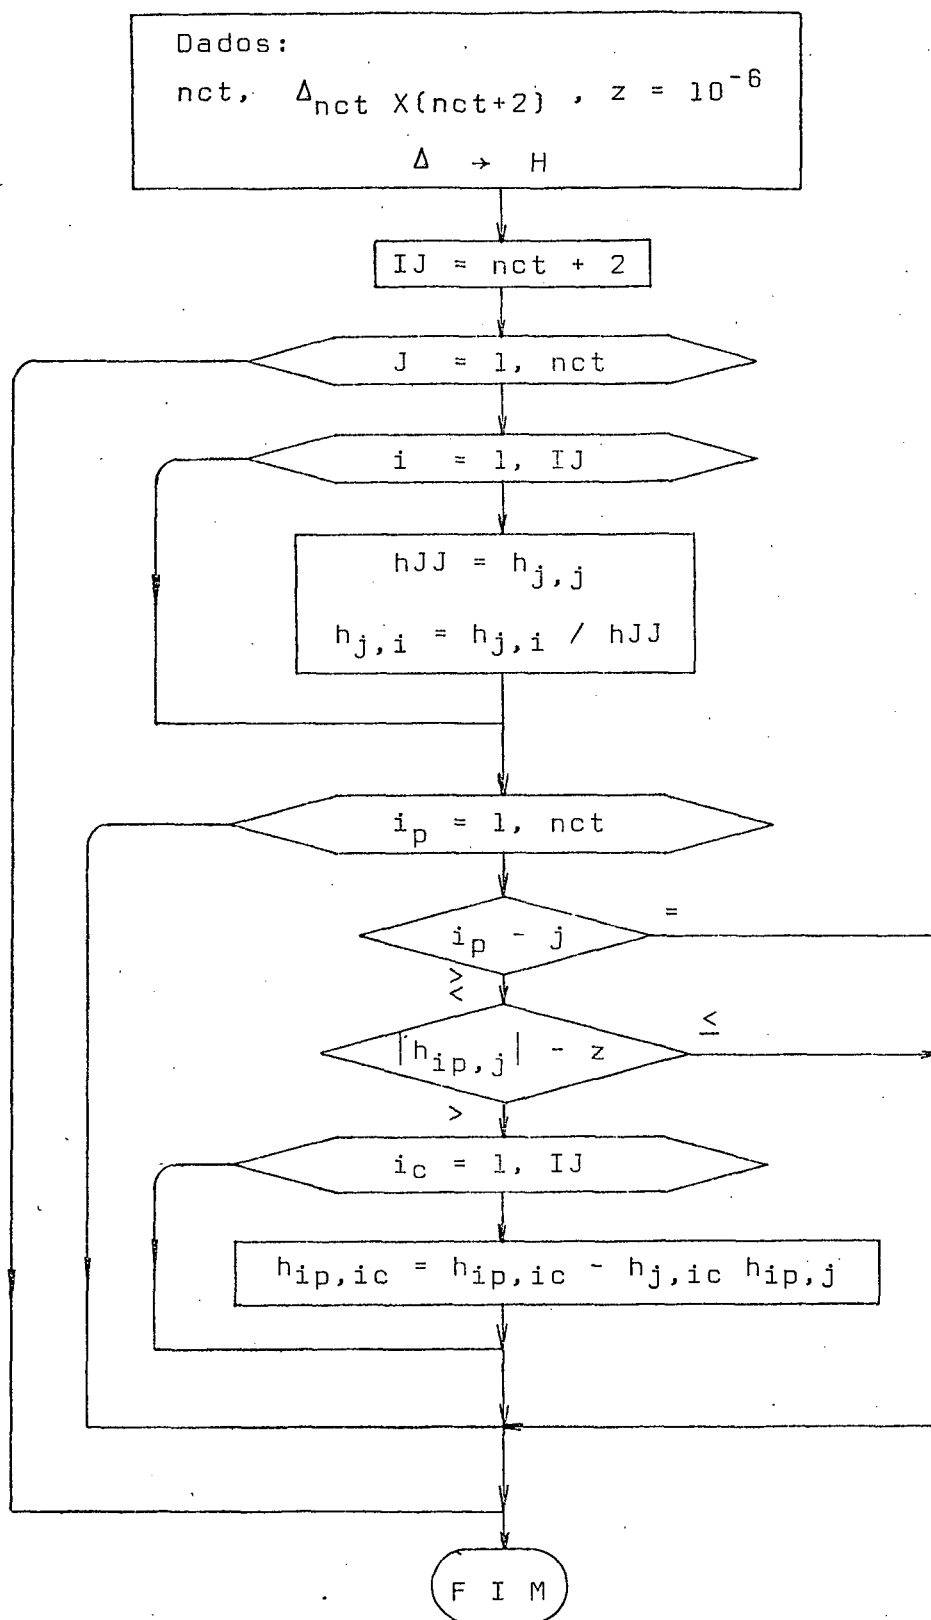 Dados:
nct, Δnct X(nct+2) , z = 10⁻⁶
Δ → H
IJ = nct + 2
J = 1, nct
i = 1, IJ
hJJ = hj,j
hj,i = hj,i / hJJ
ip = 1, nct
=
ip - j
>
<
≤
|hip,j| - z
>
ic = 1, IJ
hip,ic = hip,ic - hj,ic hip,j
F I M